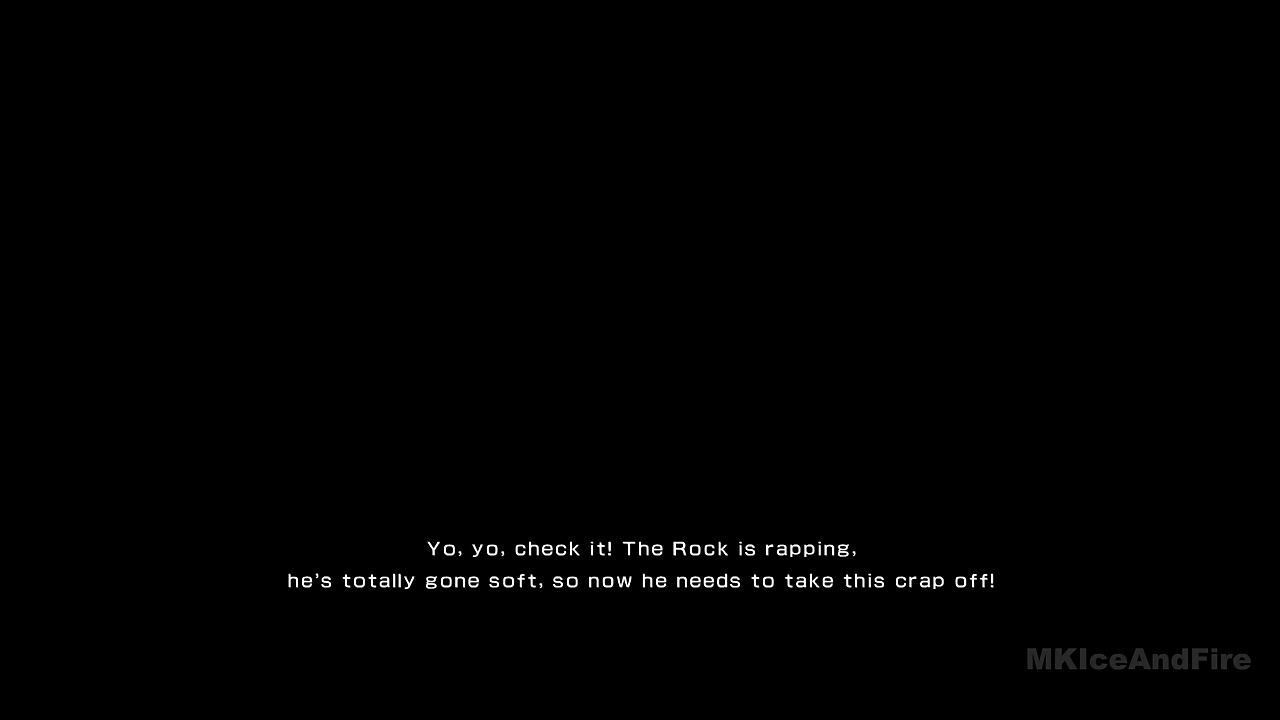 Yo, yo, check it! The Rock is rapping,
he's totally gone soft, so now he needs to take this crap off!
MKIceAndFire